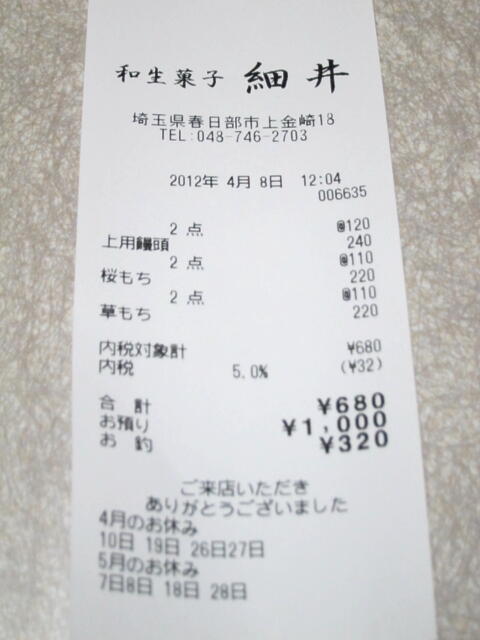 和生菓子 細井
埼玉県春日部市上金崎18
TEL:048-746-2703
2012年 4月 8日 12:04
006635
2 点 @120
上用饅頭 240
2 点 @110
桜もち 220
2 点 @110
草もち 220
内税対象計 ¥680
内税 5.0% (¥32)
合 計 ¥680
お預り ¥1,000
お 釣 ¥320
ご来店いただき
ありがとうございました
4月のお休み
10日 19日 26日27日
5月のお休み
7日8日 18日 28日